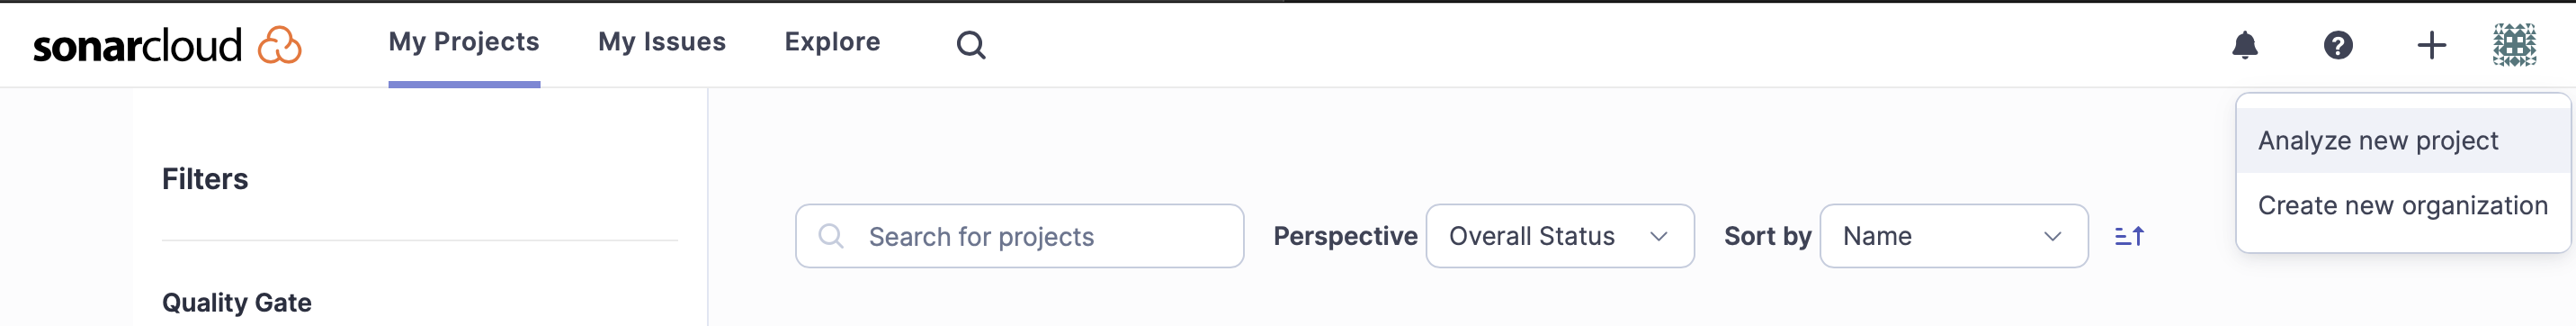 sonarcloud My Projects My Issues Explore
Analyze new project
Filters
Create new organization
Search for projects Perspective Overall Status Sort by Name
Quality Gate